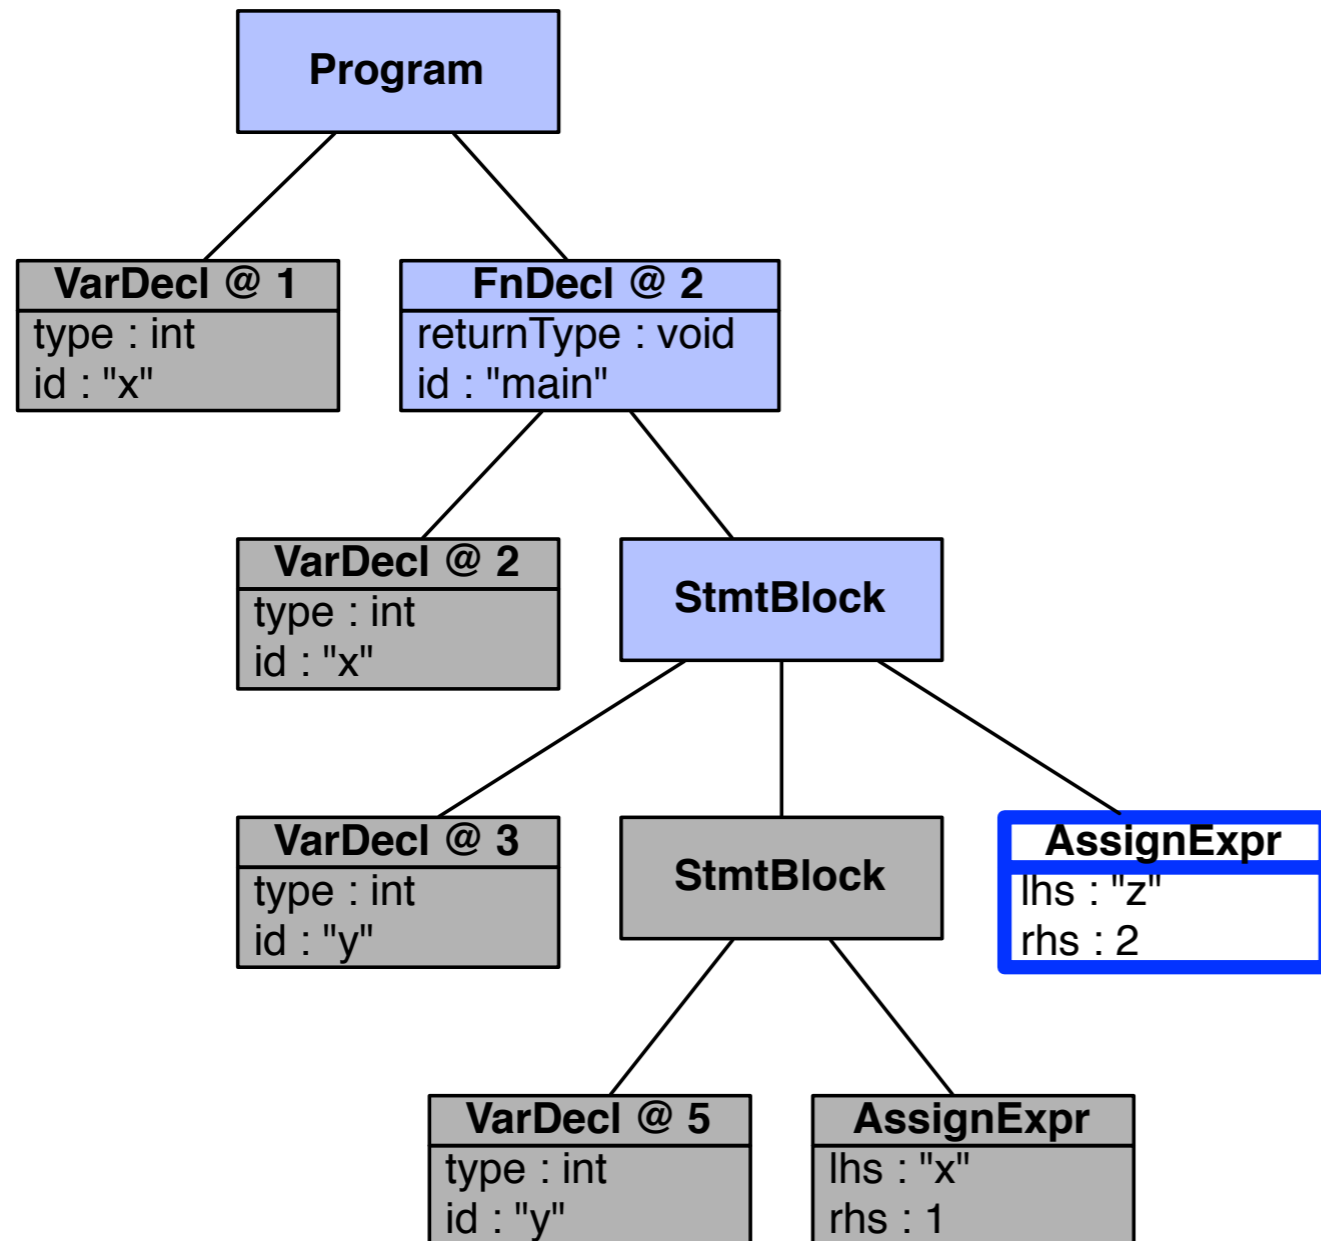 Program
VarDecl @ 1
type : int
id : "x"
FnDecl @ 2
returnType : void
id : "main"
VarDecl @ 2
type : int
id : "x"
StmtBlock
VarDecl @ 3
type : int
id : "y"
StmtBlock
AssignExpr
lhs : "z"
rhs : 2
VarDecl @ 5
type : int
id : "y"
AssignExpr
lhs : "x"
rhs : 1